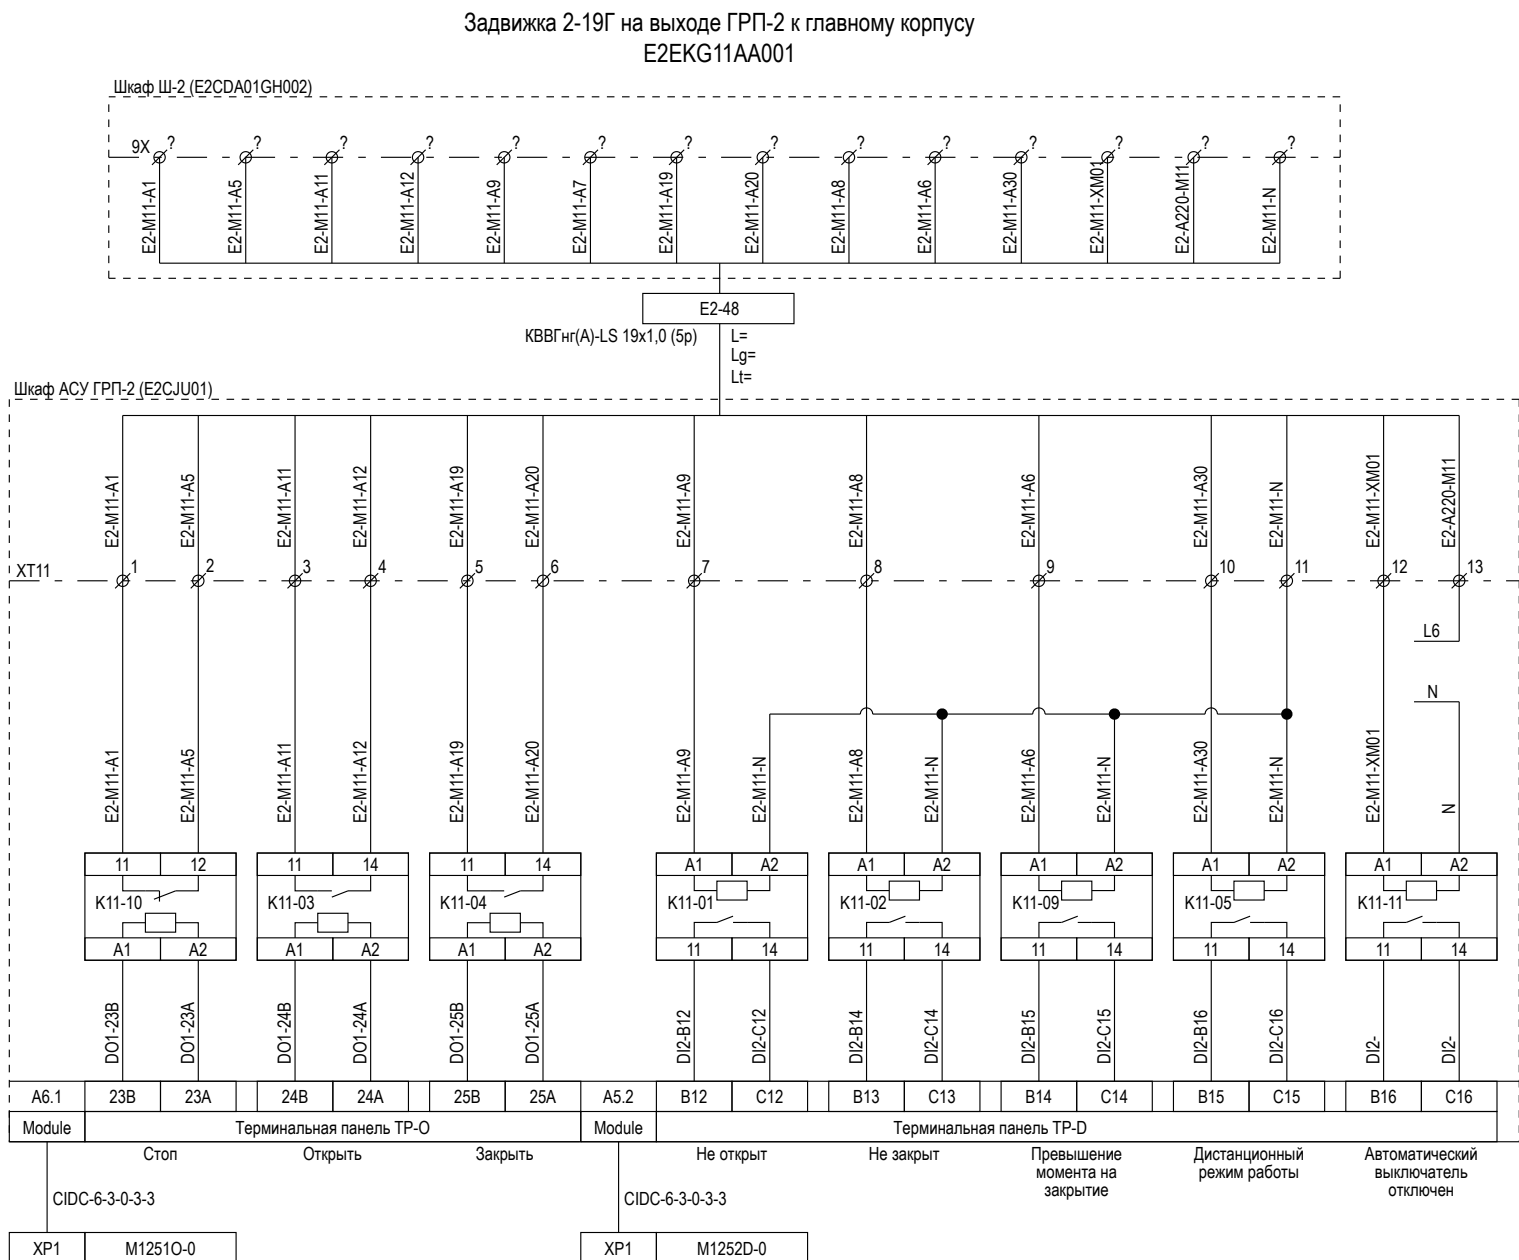 Задвижка 2-19Г на выходе ГРП-2 к главному корпусу
E2EKG11AA001
Шкаф Ш-2 (E2CDA01GH002)
9X ? ? ? ? ? ? ? ? ? ? ? ? ? ?
E2-M11-A1 E2-M11-A5 E2-M11-A11 E2-M11-A12 E2-M11-A9 E2-M11-A7 E2-M11-A19 E2-M11-A20 E2-M11-A8 E2-M11-A6 E2-M11-A30 E2-M11-XM01 E2-A220-M11 E2-M11-N
E2-48
КВВГнг(А)-LS 19x1,0 (5р) L=
Lg=
Lt=
Шкаф АСУ ГРП-2 (E2CJU01)
E2-M11-A1 E2-M11-A5 E2-M11-A11 E2-M11-A12 E2-M11-A19 E2-M11-A20 E2-M11-A9 E2-M11-A8 E2-M11-A6 E2-M11-A30 E2-M11-N E2-M11-XM01 E2-A220-M11
XT11 1 2 3 4 5 6 7 8 9 10 11 12 13
L6
N
E2-M11-A1 E2-M11-A5 E2-M11-A11 E2-M11-A12 E2-M11-A19 E2-M11-A20 E2-M11-A9 E2-M11-N E2-M11-A8 E2-M11-N E2-M11-A6 E2-M11-N E2-M11-A30 E2-M11-N E2-M11-XM01 N
11 12 11 14 11 14 A1 A2 A1 A2 A1 A2 A1 A2 A1 A2
K11-10 K11-03 K11-04 K11-01 K11-02 K11-09 K11-05 K11-11
A1 A2 A1 A2 A1 A2 11 14 11 14 11 14 11 14 11 14
DO1-23B DO1-23A DO1-24B DO1-24A DO1-25B DO1-25A DI2-B12 DI2-C12 DI2-B14 DI2-C14 DI2-B15 DI2-C15 DI2-B16 DI2-C16 DI2- DI2-
A6.1 23B 23A 24B 24A 25B 25A A5.2 B12 C12 B13 C13 B14 C14 B15 C15 B16 C16
Module Терминальная панель TP-O Module Терминальная панель TP-D
Стоп Открыть Закрыть Не открыт Не закрыт Превышение Дистанционный Автоматический
момента на режим работы выключатель
закрытие отключен
CIDC-6-3-0-3-3 CIDC-6-3-0-3-3
XP1 M1251O-0 XP1 M1252D-0